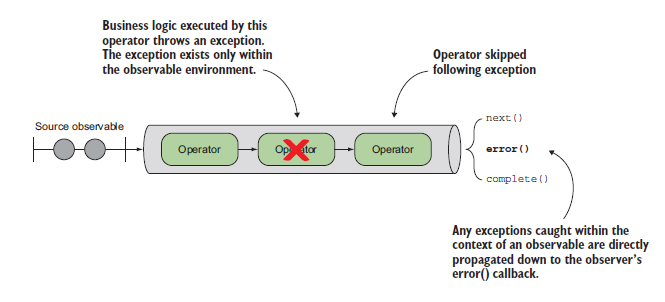 Business logic executed by this
operator throws an exception.
The exception exists only within
the observable environment.
Operator skipped
following exception
Source observable
Operator
Operator
Operator
next()
error()
complete()
Any exceptions caught within the
context of an observable are directly
propagated down to the observer's
error() callback.